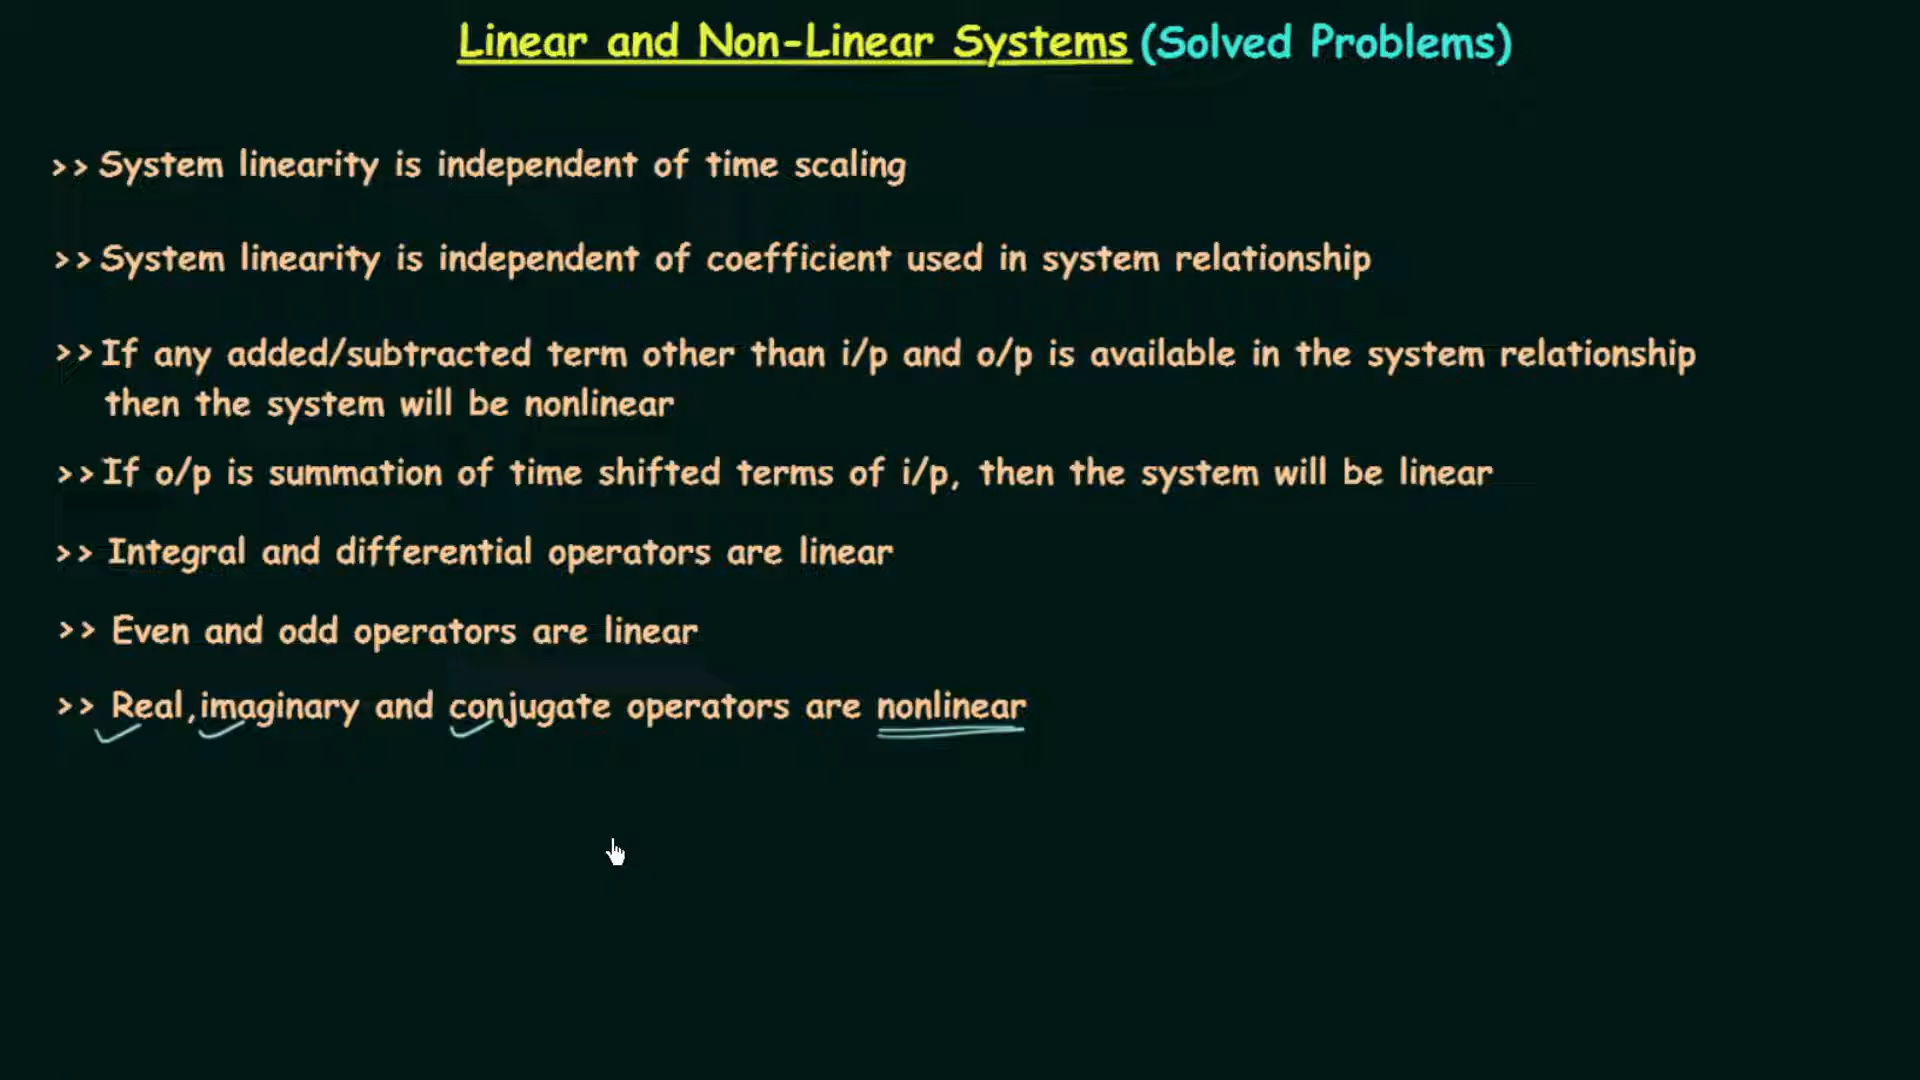 Linear and Non-Linear Systems (Solved Problems)
>> System linearity is independent of time scaling
>> System linearity is independent of coefficient used in system relationship
>> If any added/subtracted term other than i/p and o/p is available in the system relationship
then the system will be nonlinear
>> If o/p is summation of time shifted terms of i/p, then the system will be linear
>> Integral and differential operators are linear
>> Even and odd operators are linear
>> Real,imaginary and conjugate operators are nonlinear